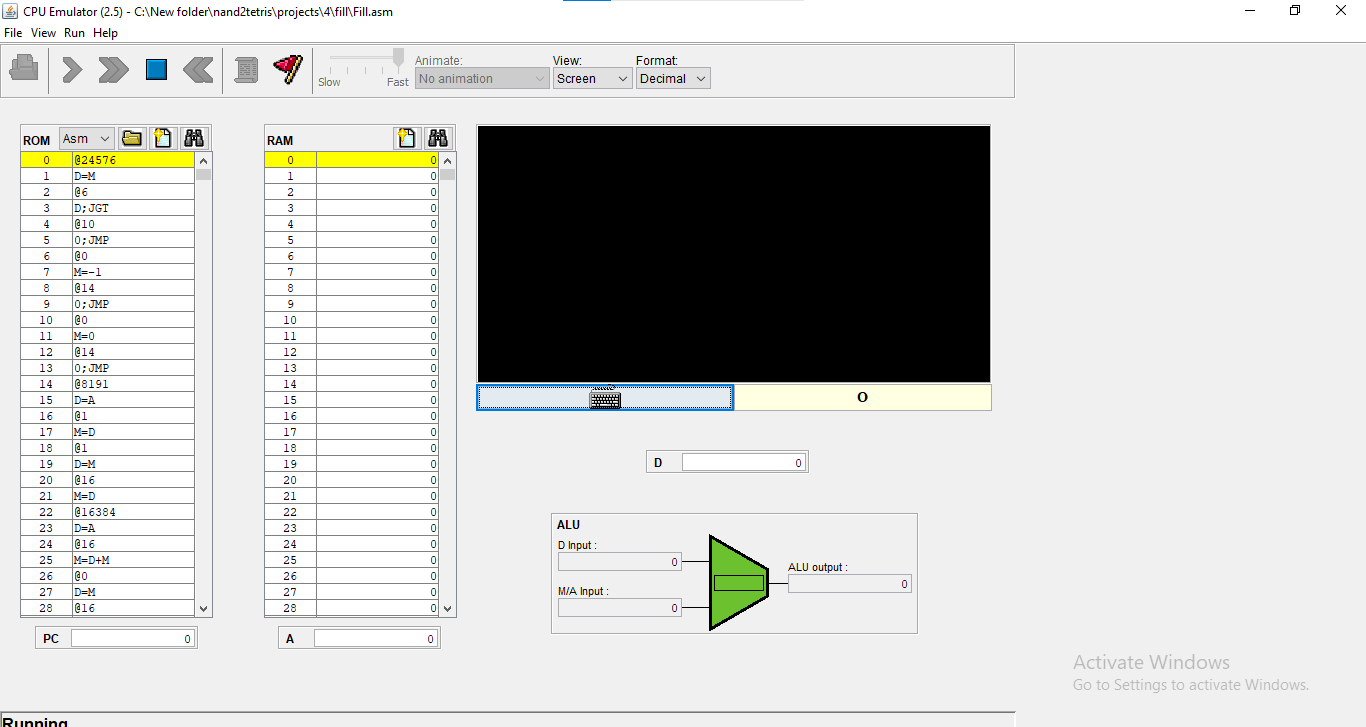 CPU Emulator (2.5) - C:\New folder\nand2tetris\projects\4\fill\Fill.asm
File View Run Help
Animate: View: Format:
Slow Fast No animation Screen Decimal
ROM Asm
0 @24576
1 D=M
2 @6
3 D;JGT
4 @10
5 0;JMP
6 @0
7 M=-1
8 @14
9 0;JMP
10 @0
11 M=0
12 @14
13 0;JMP
14 @8191
15 D=A
16 @1
17 M=D
18 @1
19 D=M
20 @16
21 M=D
22 @16384
23 D=A
24 @16
25 M=D+M
26 @0
27 D=M
28 @16
PC 0
RAM
0 0
1 0
2 0
3 0
4 0
5 0
6 0
7 0
8 0
9 0
10 0
11 0
12 0
13 0
14 0
15 0
16 0
17 0
18 0
19 0
20 0
21 0
22 0
23 0
24 0
25 0
26 0
27 0
28 0
A 0
O
D 0
ALU
D Input :
0
M/A Input :
0
ALU output :
0
Activate Windows
Go to Settings to activate Windows.
Running